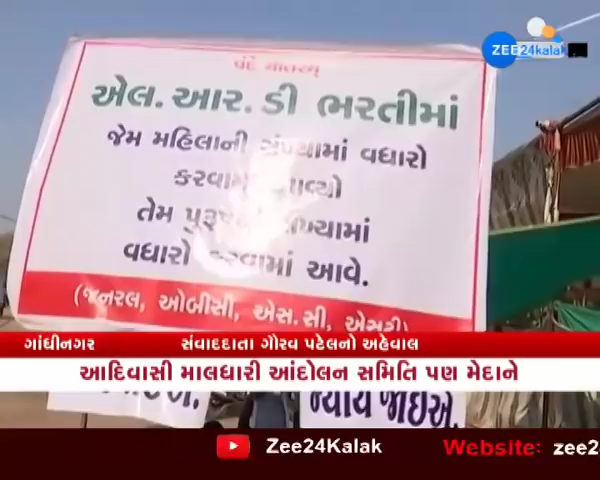 ZEE24kalak
વંદે માતરમ્
એલ.આર.ડી ભરતીમાં
જેમ મહિલાની સંખ્યામાં વધારો
કરવામાં આવ્યો
તેમ પુરૂષની સંખ્યામાં
વધારો કરવામાં આવે.
(જનરલ, ઓબીસી, એસ.સી, એસટી)
ગાંધીનગર સંવાદદાતા ગૌરવ પટેલનો અહેવાલ
આદિવાસી માલધારી આંદોલન સમિતિ પણ મેદાને
ન્યાય જોઇએ.
Zee24Kalak Website: zee2